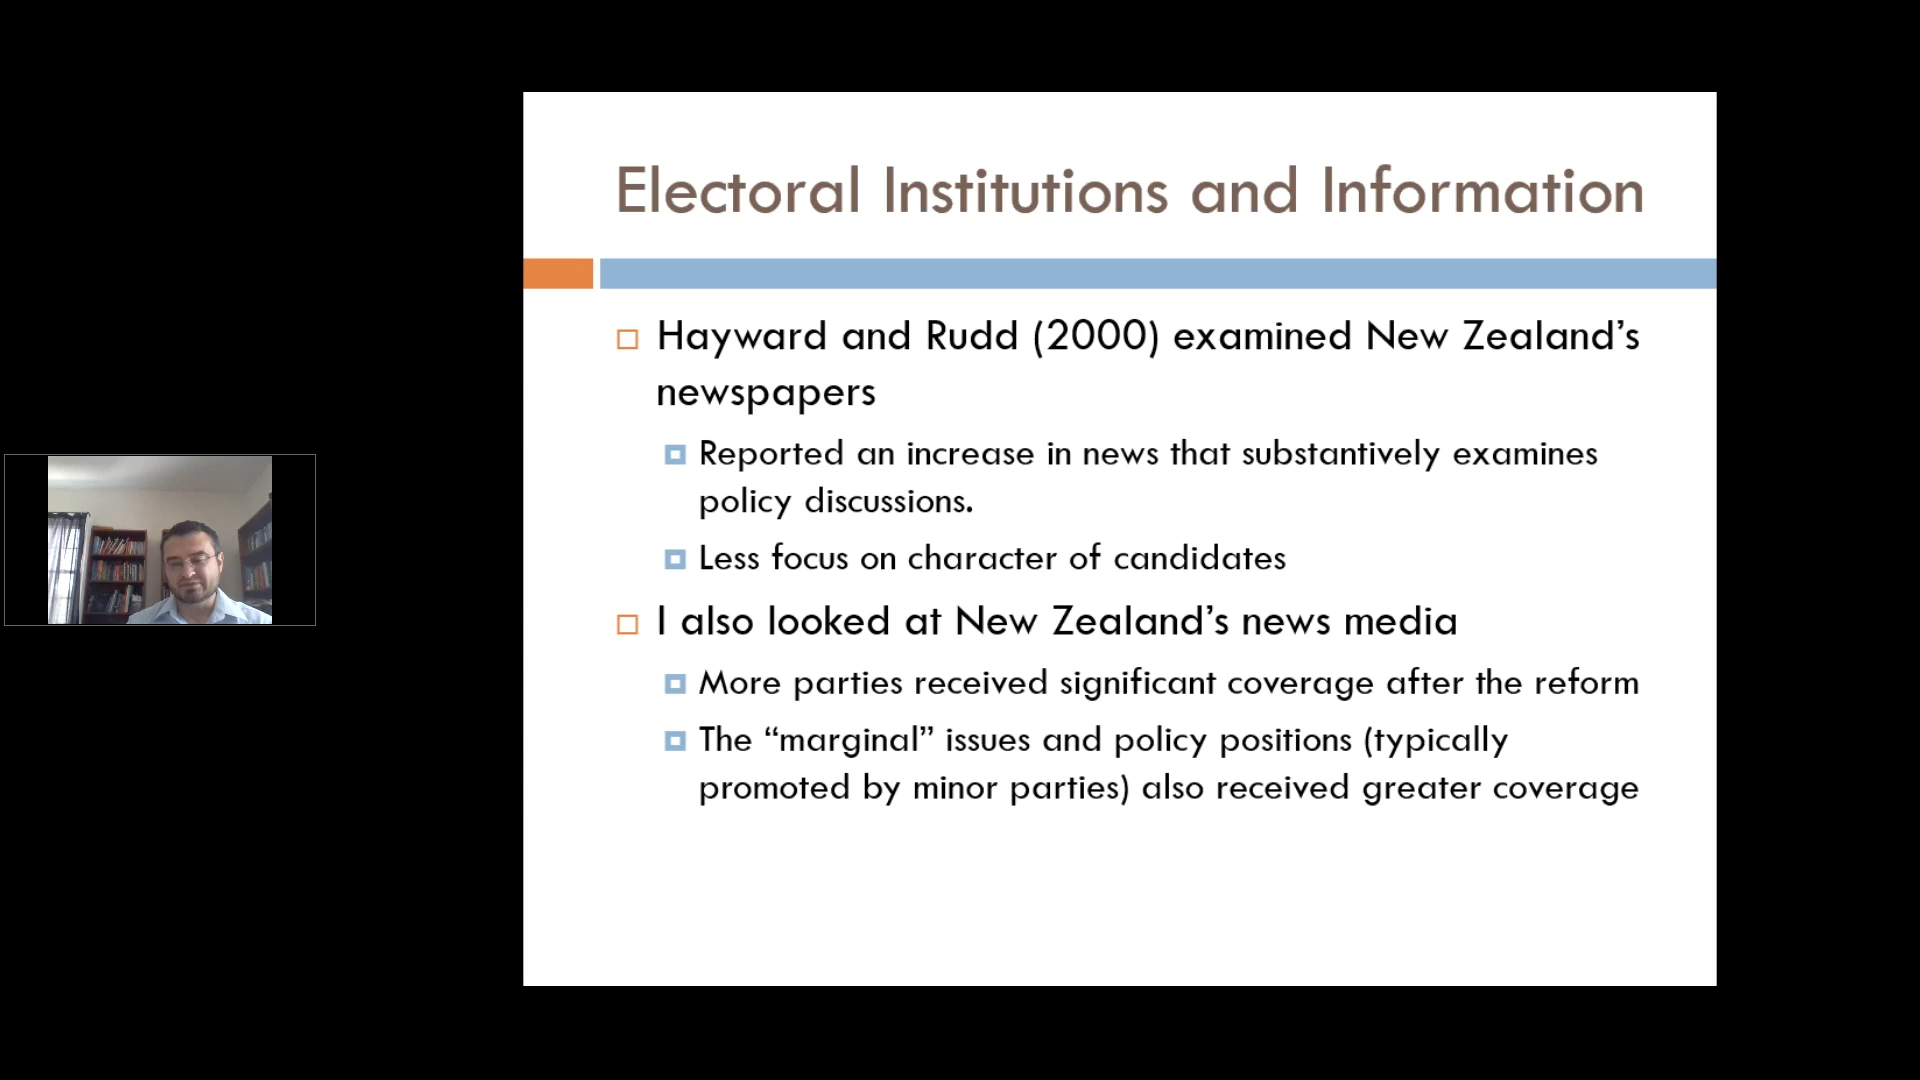 Electoral Institutions and Information
Hayward and Rudd (2000) examined New Zealand’s
newspapers
Reported an increase in news that substantively examines
policy discussions.
Less focus on character of candidates
I also looked at New Zealand’s news media
More parties received significant coverage after the reform
The “marginal” issues and policy positions (typically
promoted by minor parties) also received greater coverage